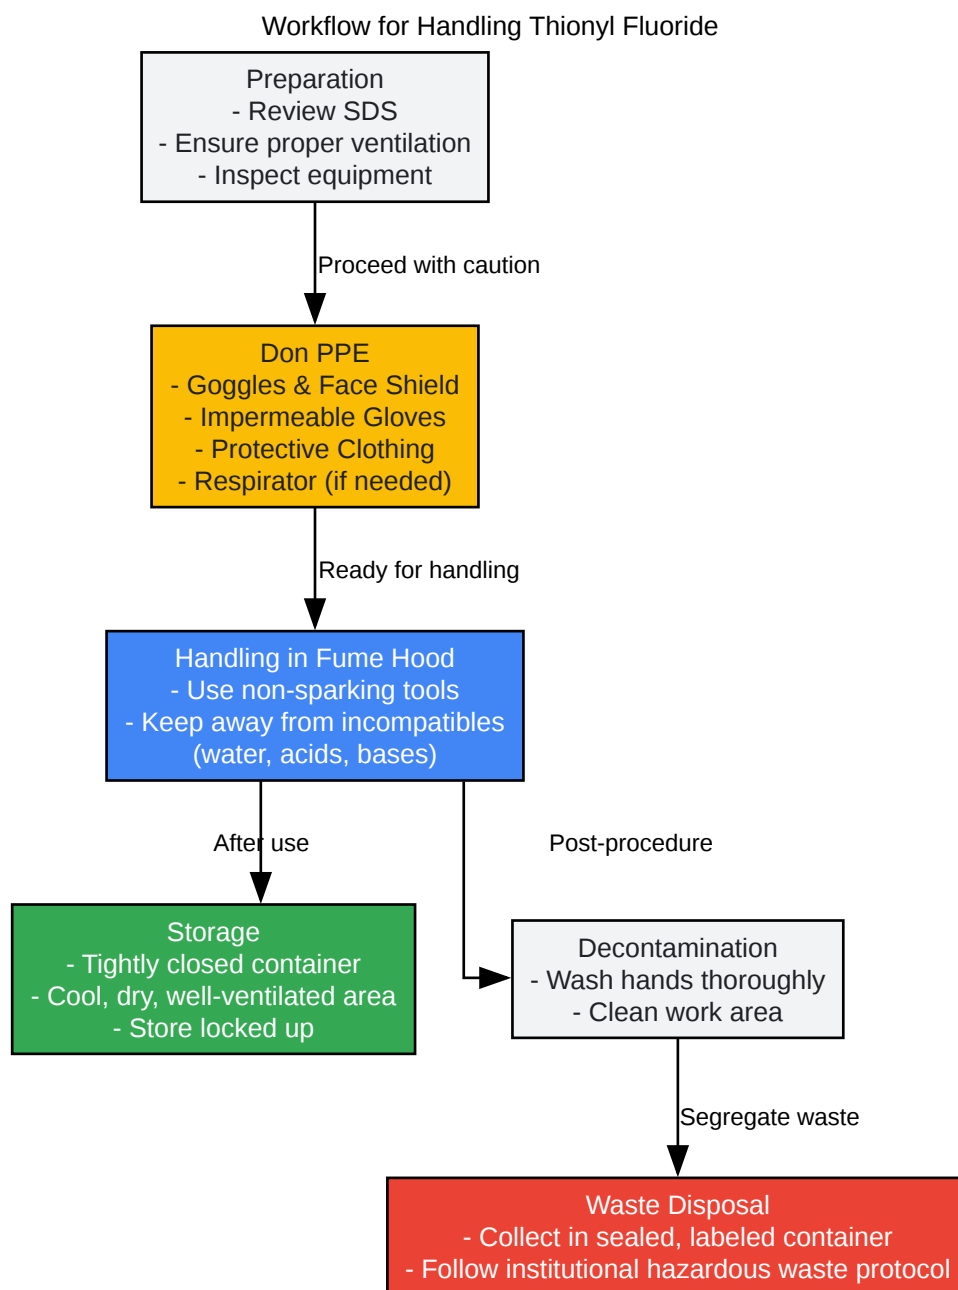 Workflow for Handling Thionyl Fluoride
Preparation
- Review SDS
- Ensure proper ventilation
- Inspect equipment
Proceed with caution
Don PPE
- Goggles & Face Shield
- Impermeable Gloves
- Protective Clothing
- Respirator (if needed)
Ready for handling
Handling in Fume Hood
- Use non-sparking tools
- Keep away from incompatibles
(water, acids, bases)
After use
Post-procedure
Storage
- Tightly closed container
- Cool, dry, well-ventilated area
- Store locked up
Decontamination
- Wash hands thoroughly
- Clean work area
Segregate waste
Waste Disposal
- Collect in sealed, labeled container
- Follow institutional hazardous waste protocol